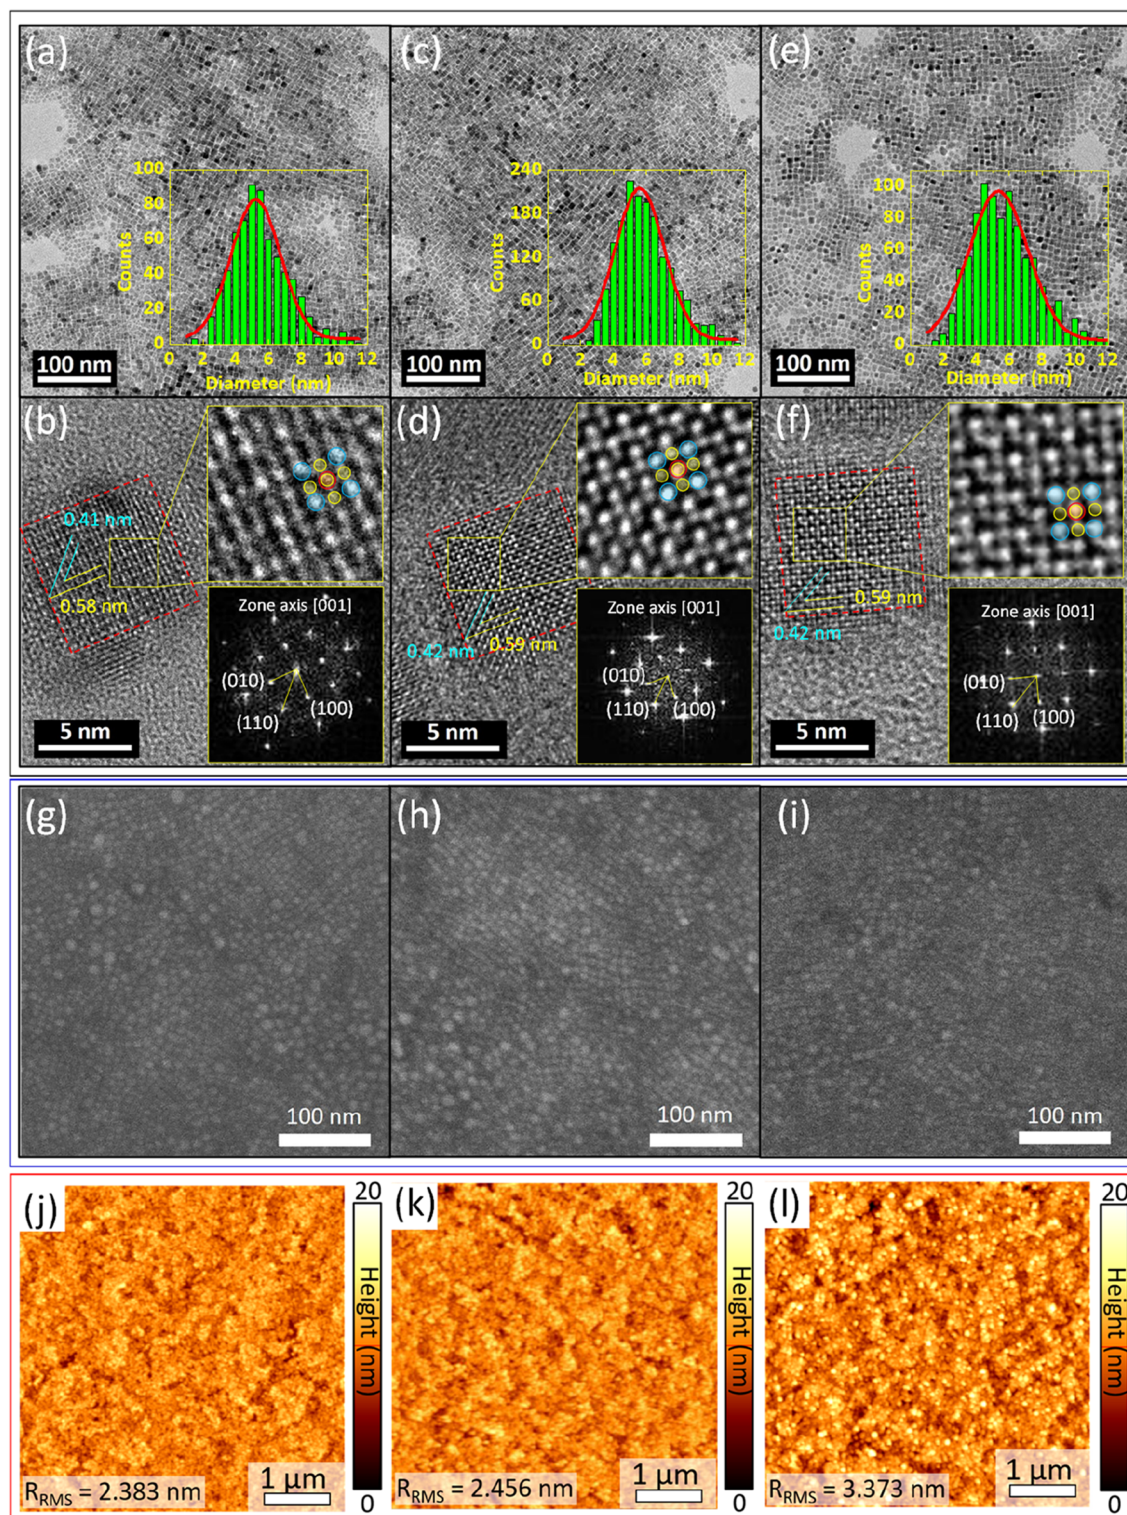 (a)
100
80
60
40
20
0
Counts
0 2 4 6 8 10 12
Diameter (nm)
100 nm
(c)
240
180
120
60
0
Counts
0 2 4 6 8 10 12
Diameter (nm)
100 nm
(e)
100
80
60
40
20
0
Counts
0 2 4 6 8 10 12
Diameter (nm)
100 nm
(b)
0.41 nm
0.58 nm
Zone axis [001]
(010)
(110)
(100)
5 nm
(d)
0.42 nm
0.59 nm
Zone axis [001]
(010)
(110)
(100)
5 nm
(f)
0.59 nm
0.42 nm
Zone axis [001]
(010)
(110)
(100)
5 nm
(g)
100 nm
(h)
100 nm
(i)
100 nm
(j)
20
Height (nm)
0
R_RMS = 2.383 nm
1 μm
(k)
20
Height (nm)
0
R_RMS = 2.456 nm
1 μm
(l)
20
Height (nm)
0
R_RMS = 3.373 nm
1 μm